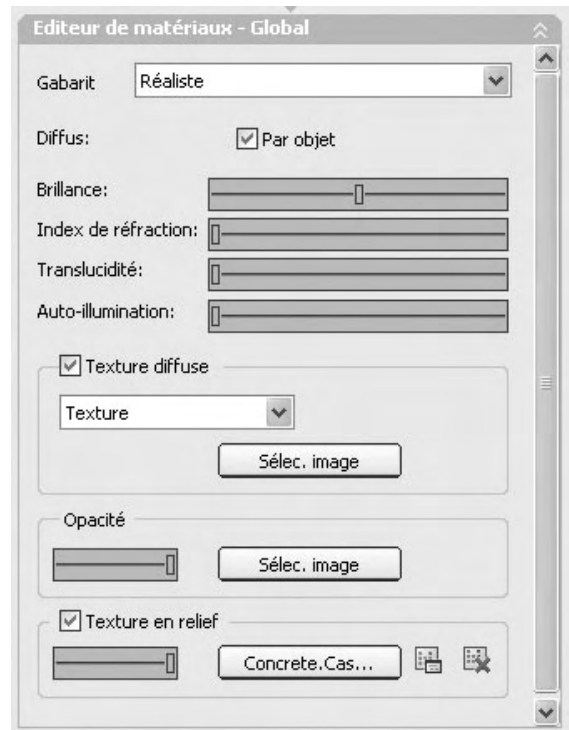 Editeur de matériaux - Global
Gabarit Réaliste
Diffus: Par objet
Brillance:
Index de réfraction:
Translucidité:
Auto-illumination:
Texture diffuse
Texture
Sélec. image
Opacité
Sélec. image
Texture en relief
Concrete.Cas...